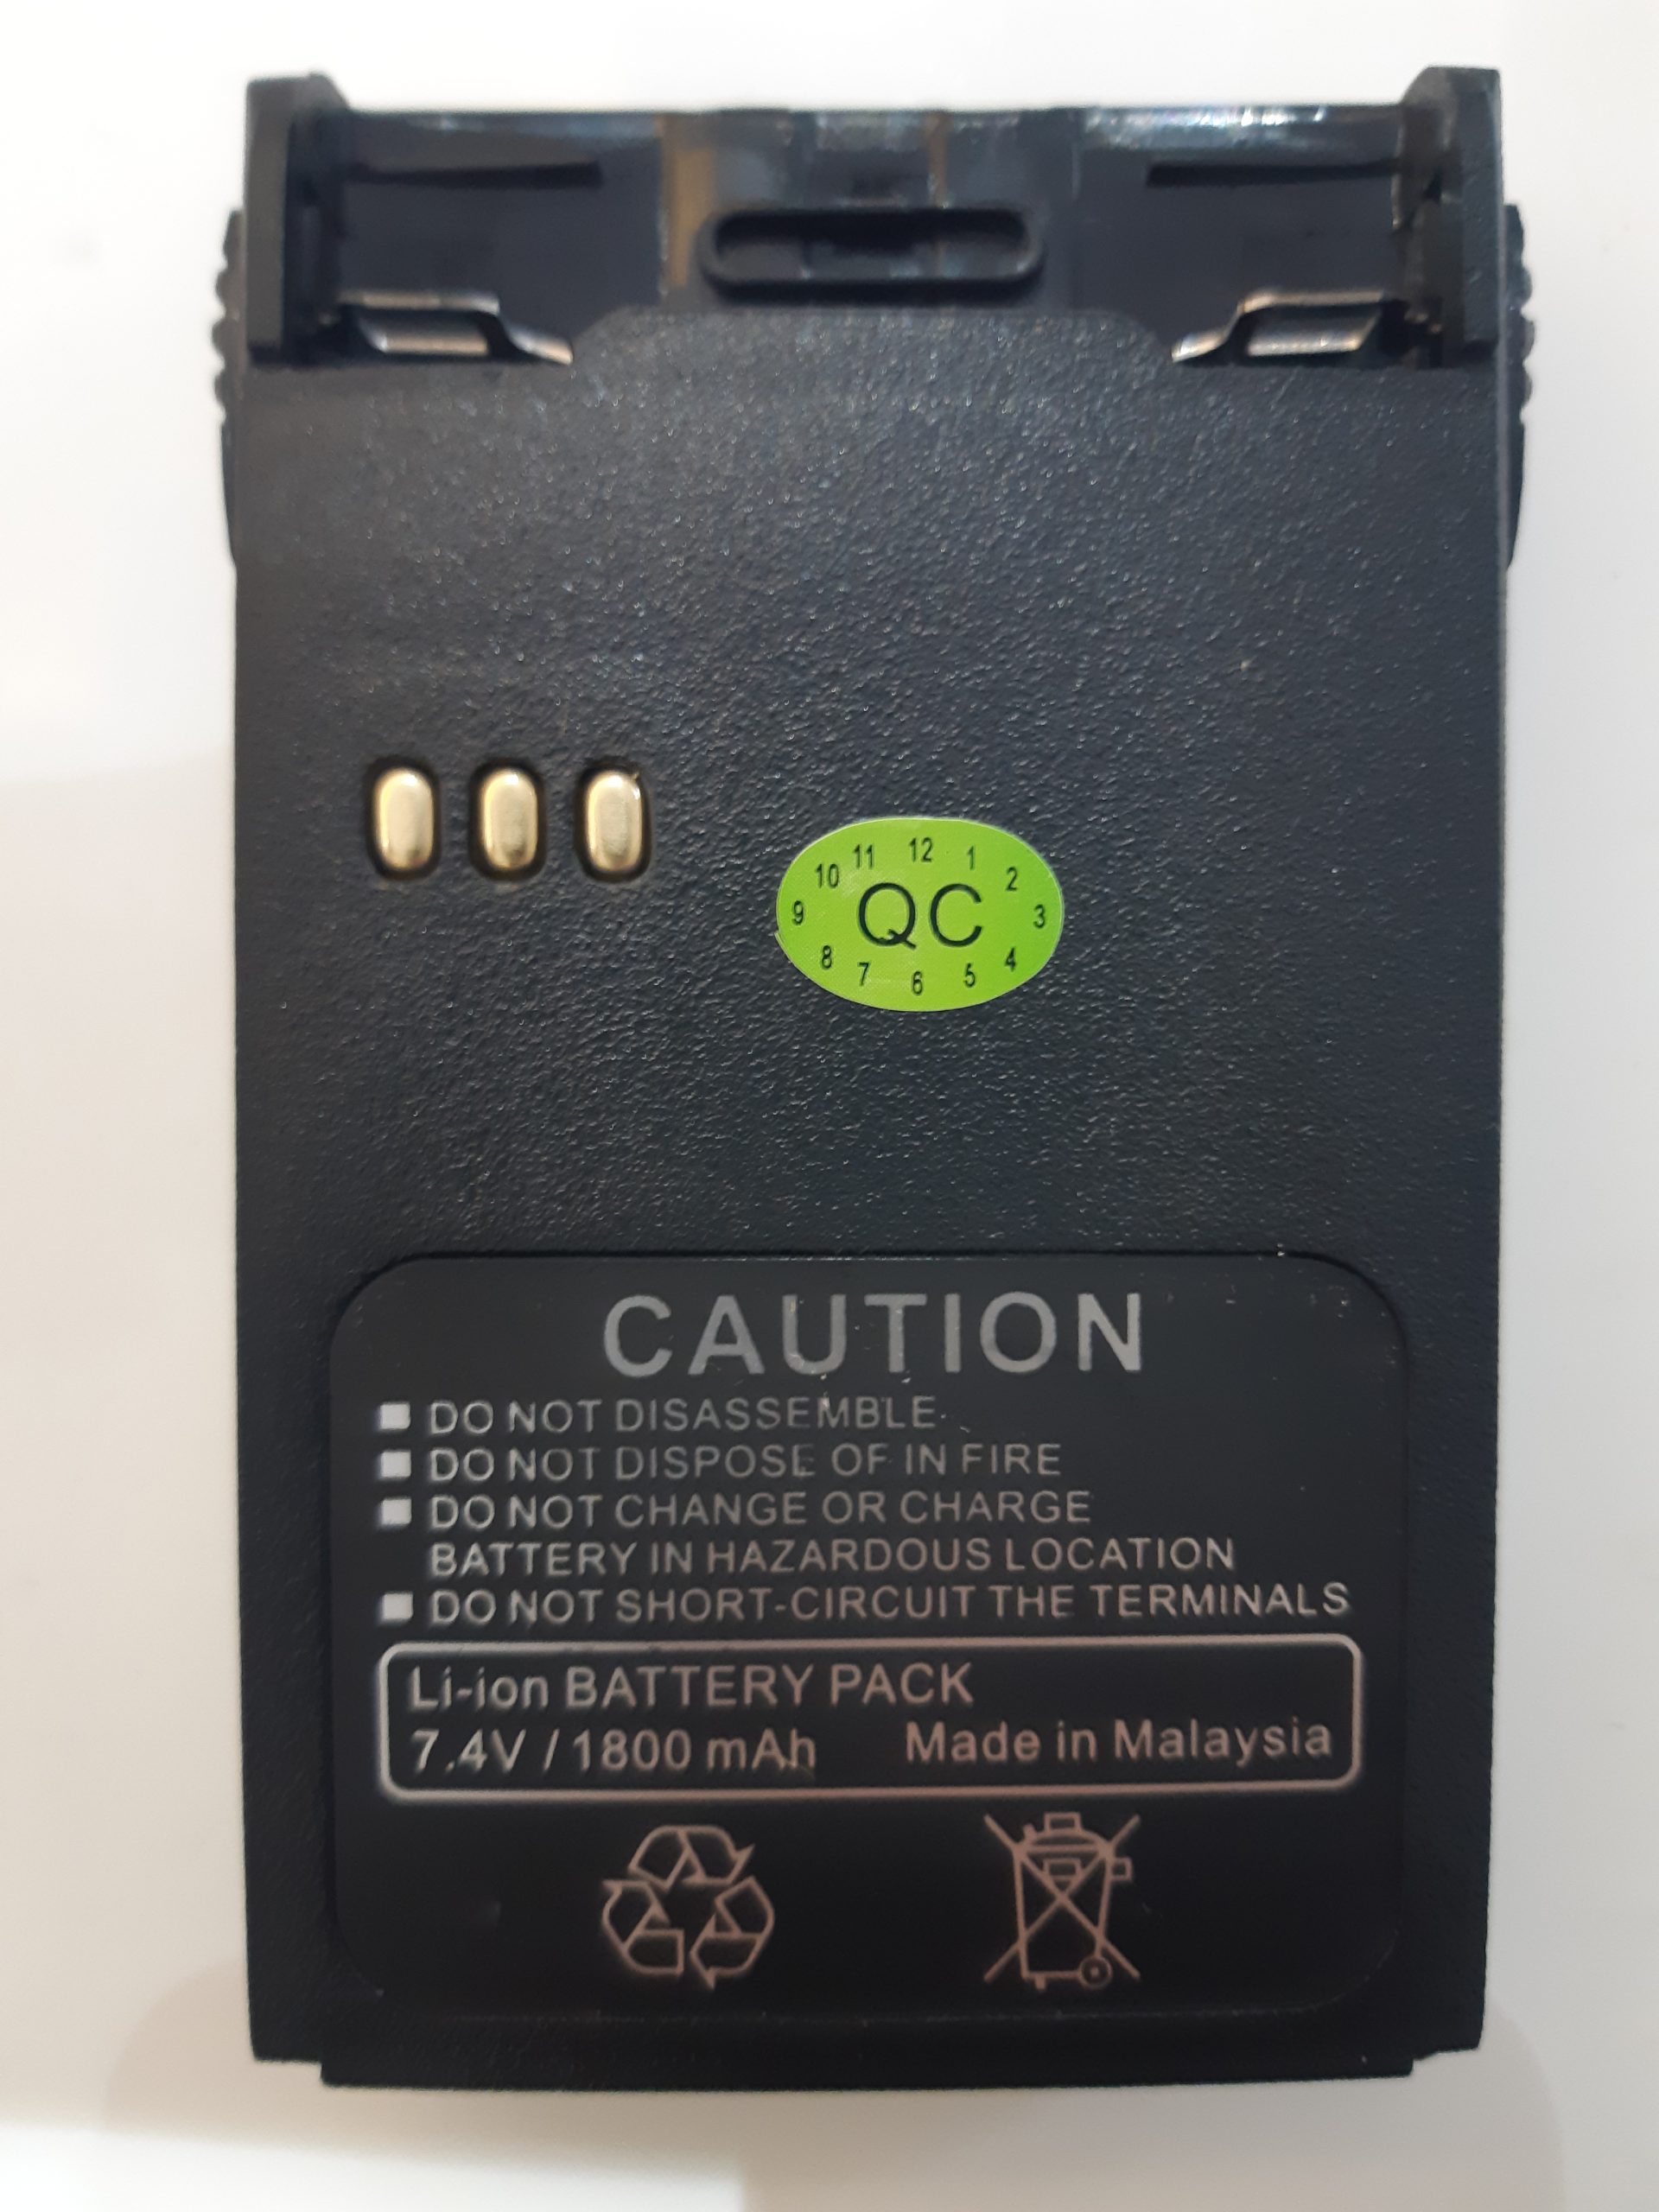 11 12 1
10 2
9 QC 3
8 4
7 6 5
CAUTION
DO NOT DISASSEMBLE
DO NOT DISPOSE OF IN FIRE
DO NOT CHANGE OR CHARGE
BATTERY IN HAZARDOUS LOCATION
DO NOT SHORT-CIRCUIT THE TERMINALS
Li-ion BATTERY PACK
7.4V / 1800 mAh Made in Malaysia